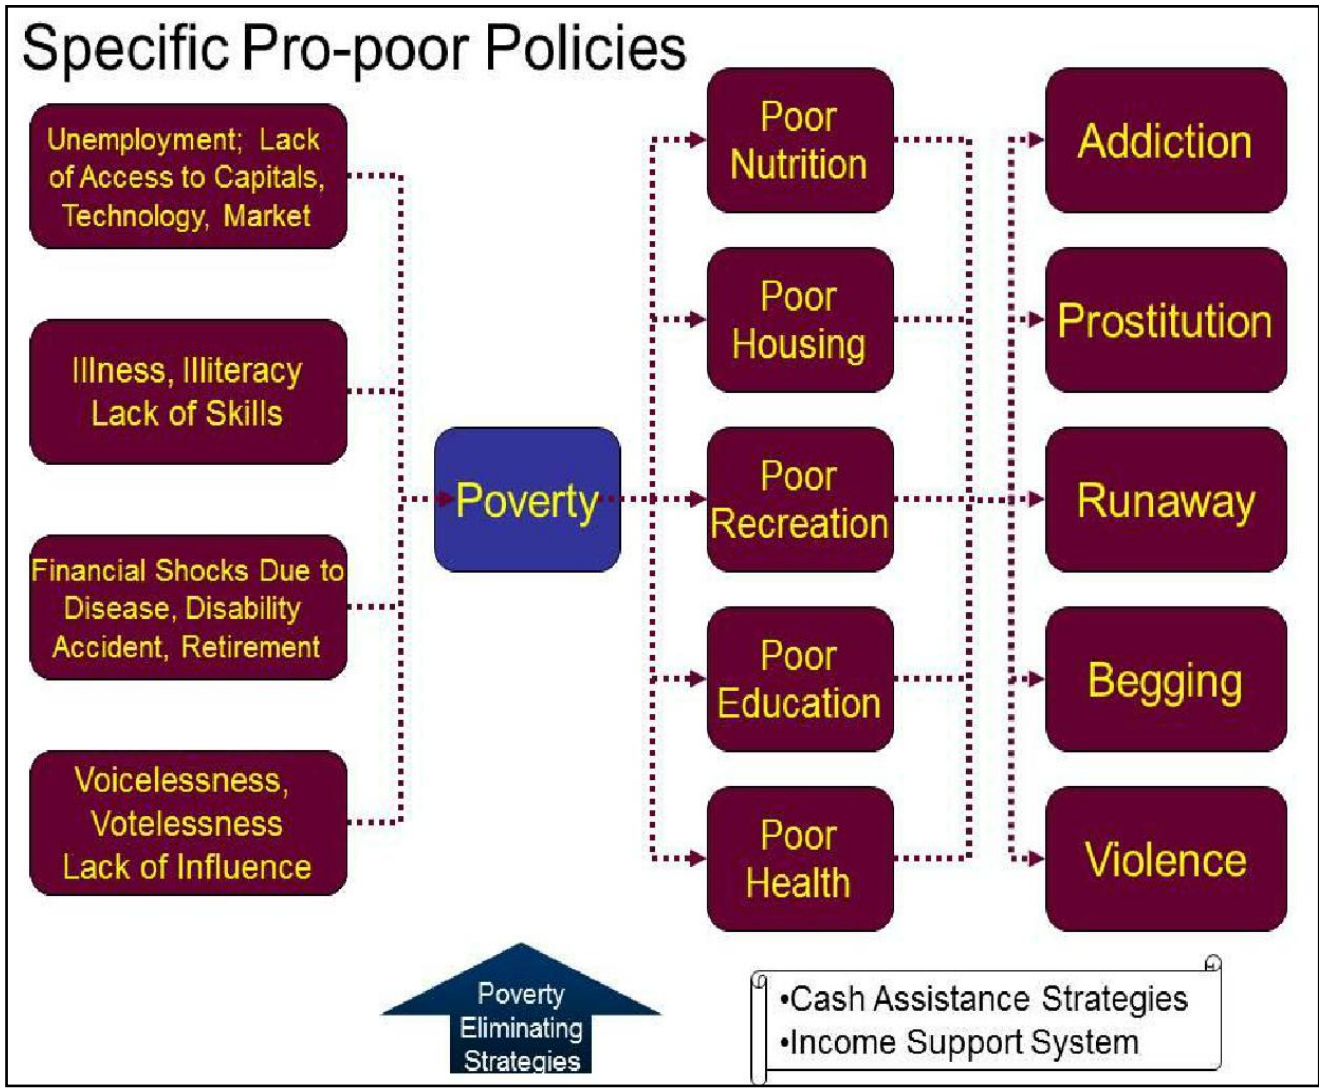 Specific Pro-poor Policies
Unemployment; Lack
of Access to Capitals,
Technology, Market
Illness, Illiteracy
Lack of Skills
Financial Shocks Due to
Disease, Disability
Accident, Retirement
Voicelessness,
Votelessness
Lack of Influence
Poverty
Poor
Nutrition
Poor
Housing
Poor
Recreation
Poor
Education
Poor
Health
Addiction
Prostitution
Runaway
Begging
Violence
Poverty
Eliminating
Strategies
•Cash Assistance Strategies
•Income Support System